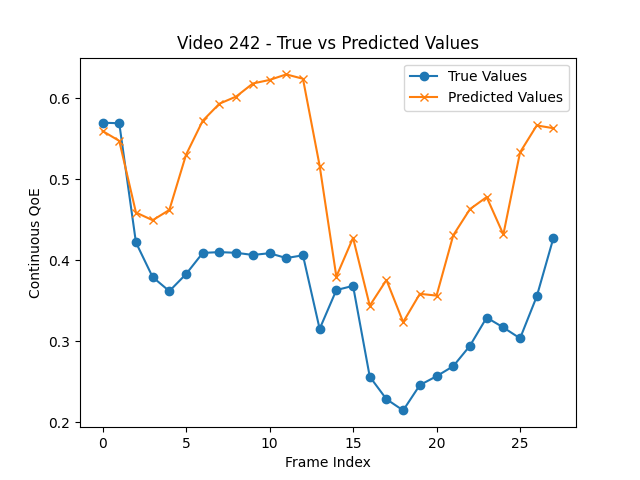 Video 242 - True vs Predicted Values
True Values
Predicted Values
Continuous QoE
0.6
0.5
0.4
0.3
0.2
0 5 10 15 20 25
Frame Index